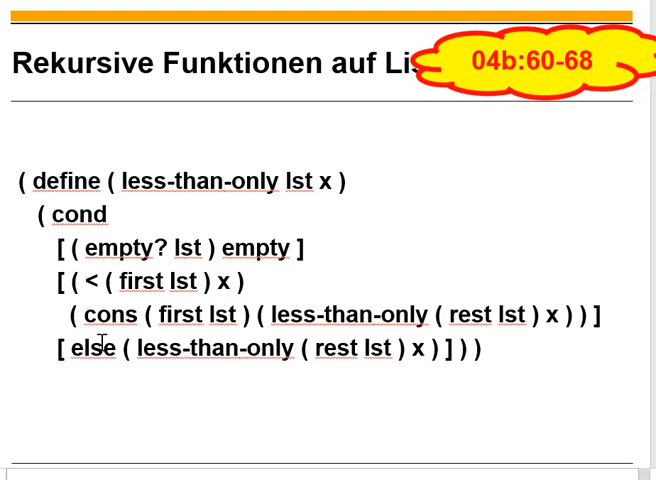 Rekursive Funktionen auf Lis
04b:60-68
( define ( less-than-only lst x )
( cond
[ ( empty? lst ) empty ]
[ ( < ( first lst ) x )
( cons ( first lst ) ( less-than-only ( rest lst ) x ) ) ]
[ else ( less-than-only ( rest lst ) x ) ] ) )